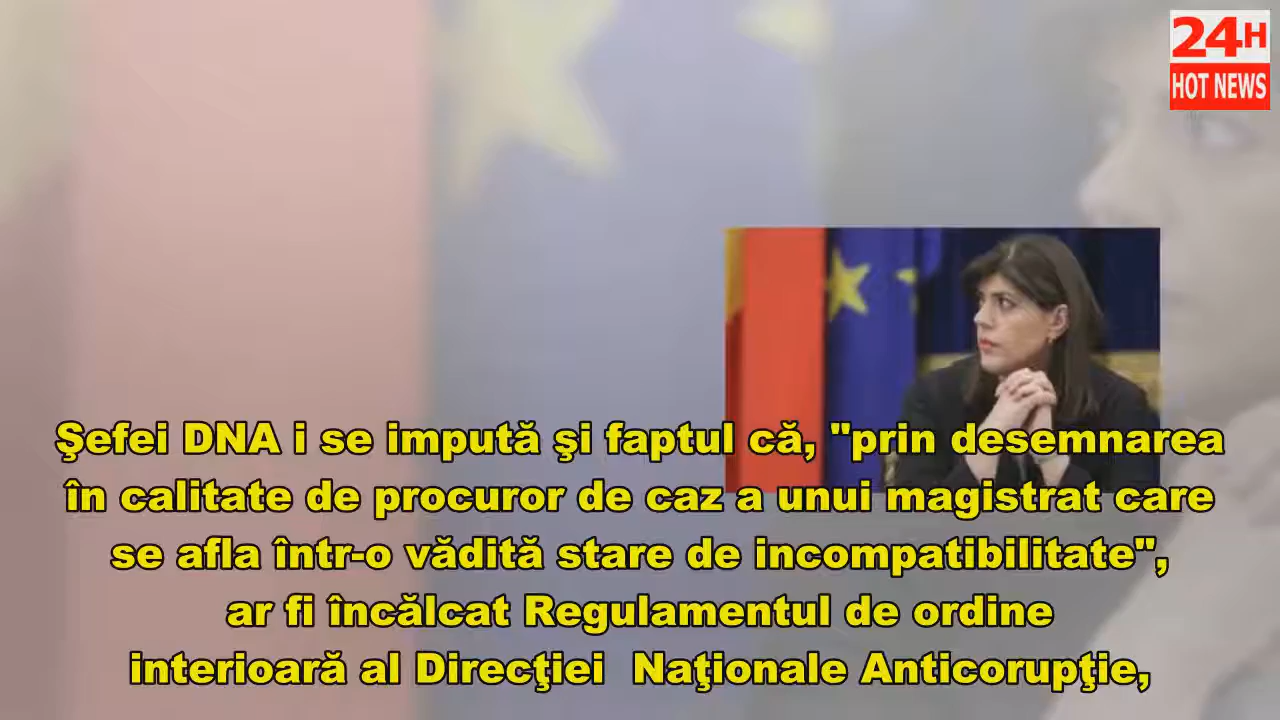 24H
HOT NEWS
Şefei DNA i se impută şi faptul că, "prin desemnarea
în calitate de procuror de caz a unui magistrat care
se afla într-o vădită stare de incompatibilitate",
ar fi încălcat Regulamentul de ordine
interioară al Direcţiei  Naţionale Anticorupţie,